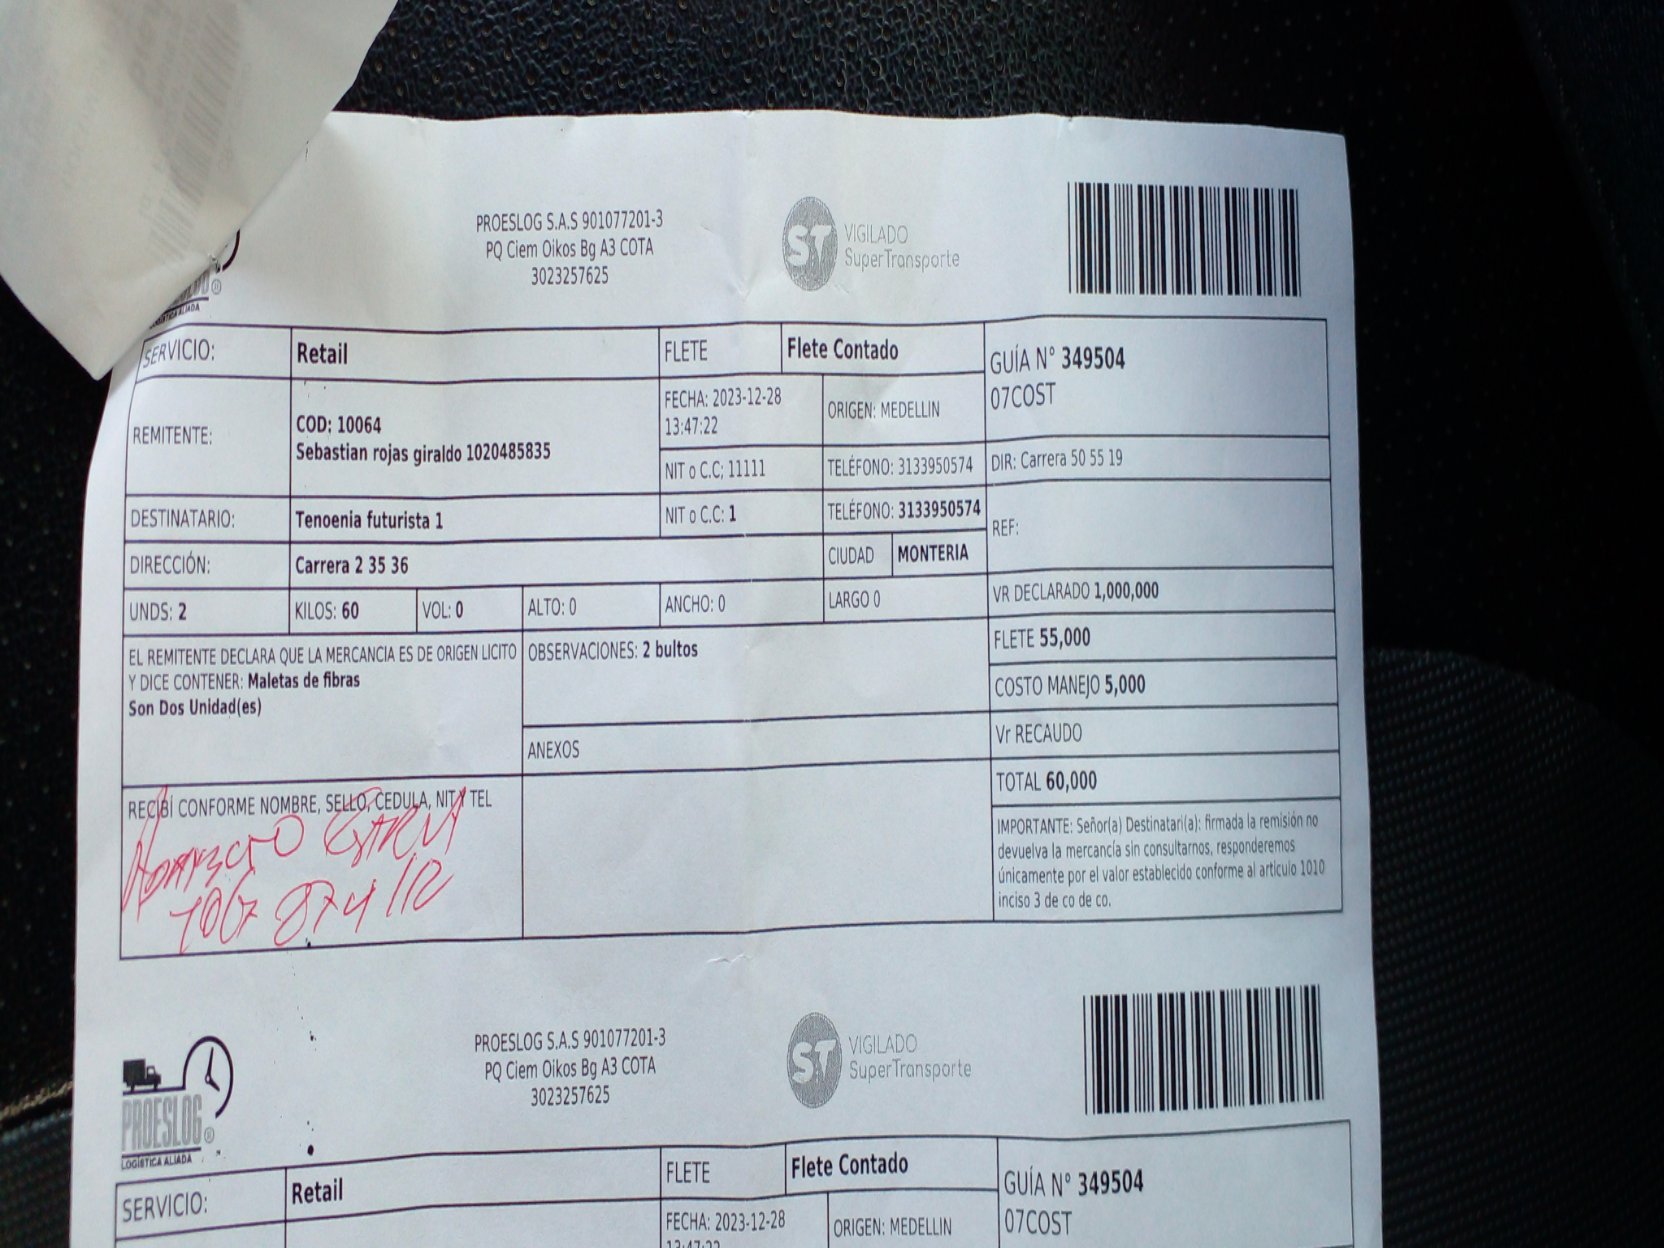 PROESLOG S.A.S 901077201-3
PQ Ciem Oikos Bg A3 COTA
3023257625
ST VIGILADO
SuperTransporte
®
LOGÍSTICA ALIADA
SERVICIO: Retail FLETE Flete Contado
GUÍA N° 349504
07COST
REMITENTE:
COD: 10064
Sebastian rojas giraldo 1020485835
FECHA: 2023-12-28
13:47:22
ORIGEN: MEDELLIN
NIT o C.C; 11111 TELÉFONO: 3133950574 DIR: Carrera 50 55 19
DESTINATARIO: Tenoenia futurista 1 NIT o C.C: 1 TELÉFONO: 3133950574
REF:
DIRECCIÓN: Carrera 2 35 36 CIUDAD MONTERIA
UNDS: 2 KILOS: 60 VOL: 0 ALTO: 0 ANCHO: 0 LARGO 0 VR DECLARADO 1,000,000
EL REMITENTE DECLARA QUE LA MERCANCIA ES DE ORIGEN LICITO
Y DICE CONTENER: Maletas de fibras
Son Dos Unidad(es)
OBSERVACIONES: 2 bultos
FLETE 55,000
COSTO MANEJO 5,000
ANEXOS
Vr RECAUDO
TOTAL 60,000
RECIBÍ CONFORME NOMBRE, SELLO, CEDULA, NIT Y TEL
IMPORTANTE: Señor(a) Destinatari(a): firmada la remisión no
devuelva la mercancía sin consultarnos, responderemos
únicamente por el valor establecido conforme al articulo 1010
inciso 3 de co de co.
PROESLOG®
LOGÍSTICA ALIADA
PROESLOG S.A.S 901077201-3
PQ Ciem Oikos Bg A3 COTA
3023257625
ST VIGILADO
SuperTransporte
SERVICIO: Retail FLETE Flete Contado
GUÍA N° 349504
07COST
FECHA: 2023-12-28
13:47:22
ORIGEN: MEDELLIN